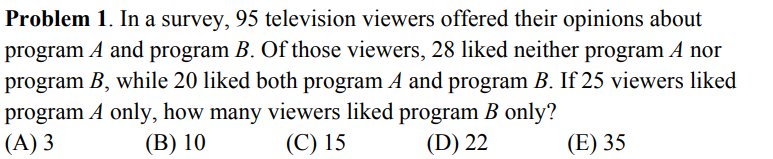 Problem 1. In a survey, 95 television viewers offered their opinions about
program A and program B. Of those viewers, 28 liked neither program A nor
program B, while 20 liked both program A and program B. If 25 viewers liked
program A only, how many viewers liked program B only?
(A) 3 (B) 10 (C) 15 (D) 22 (E) 35